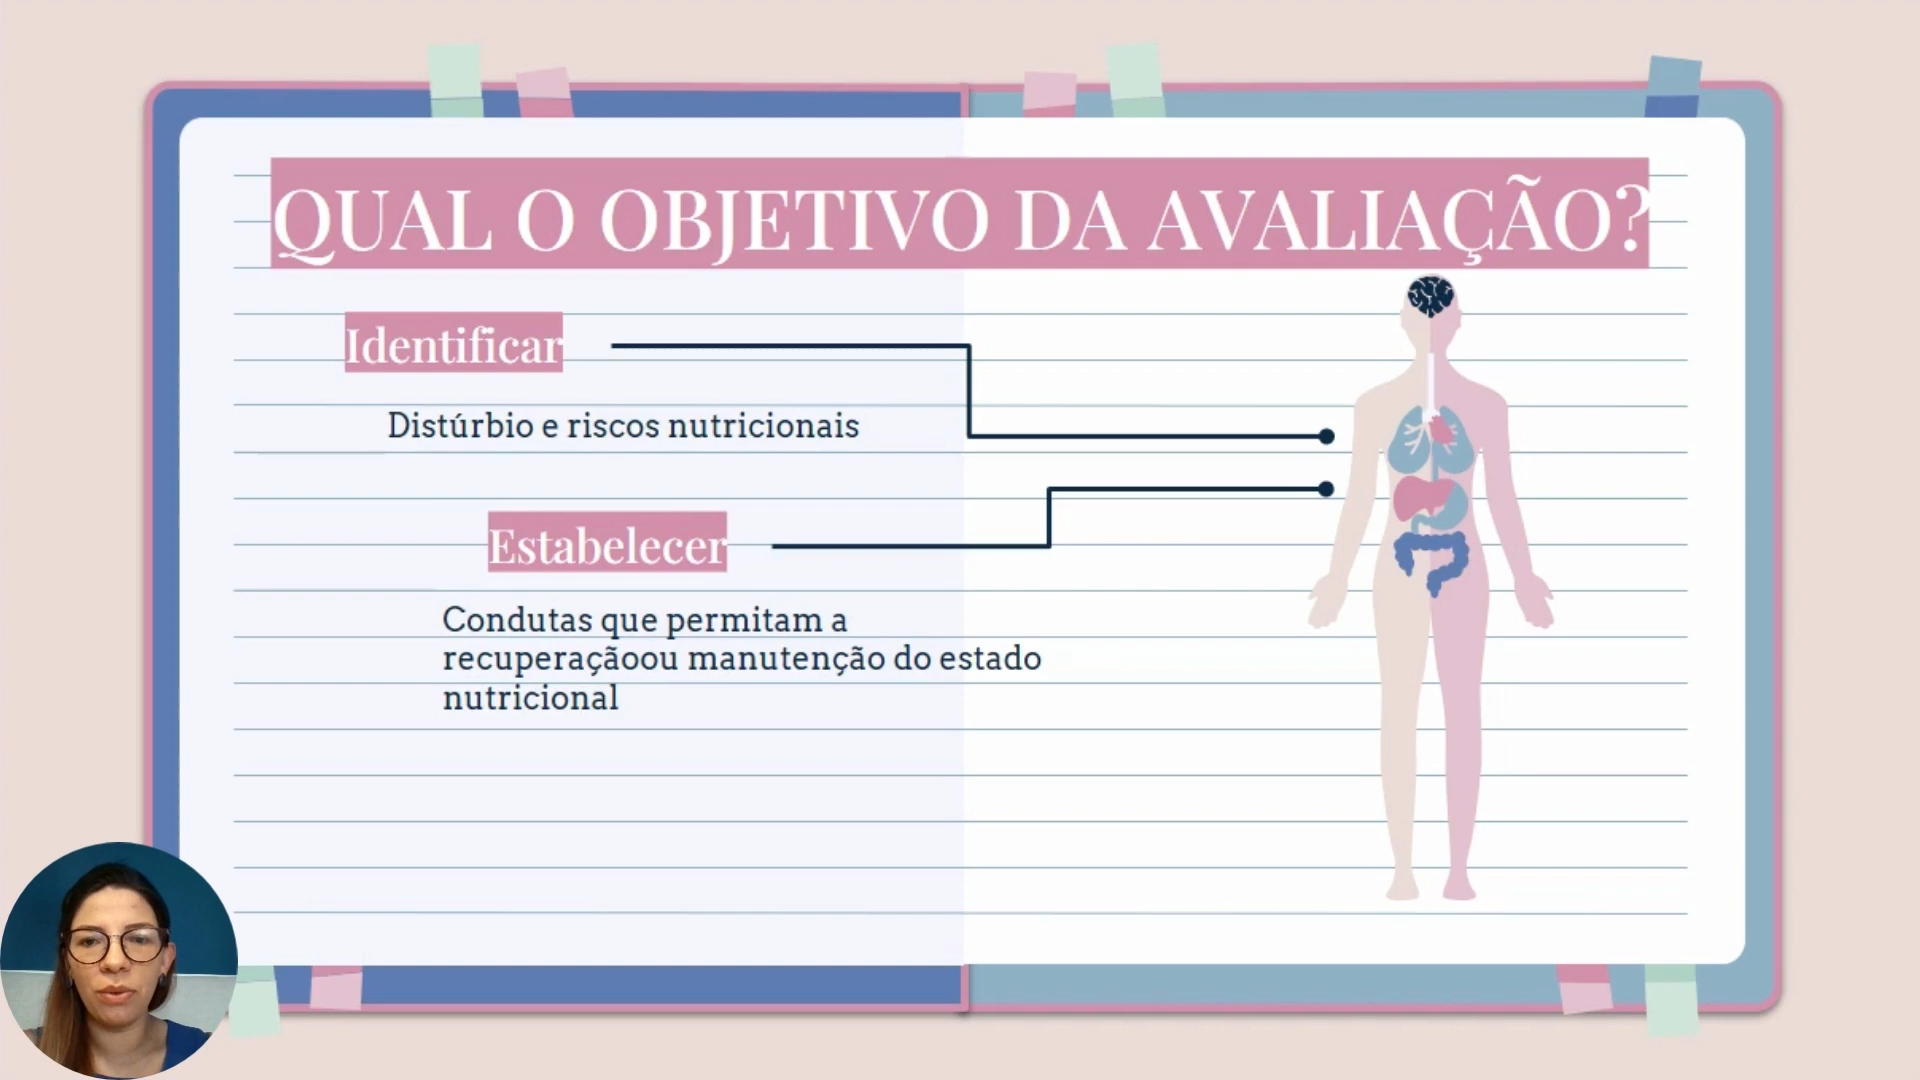 QUAL O OBJETIVO DA AVALIAÇÃO?
Identificar
Distúrbio e riscos nutricionais
Estabelecer
Condutas que permitam a
recuperaçãoou manutenção do estado
nutricional